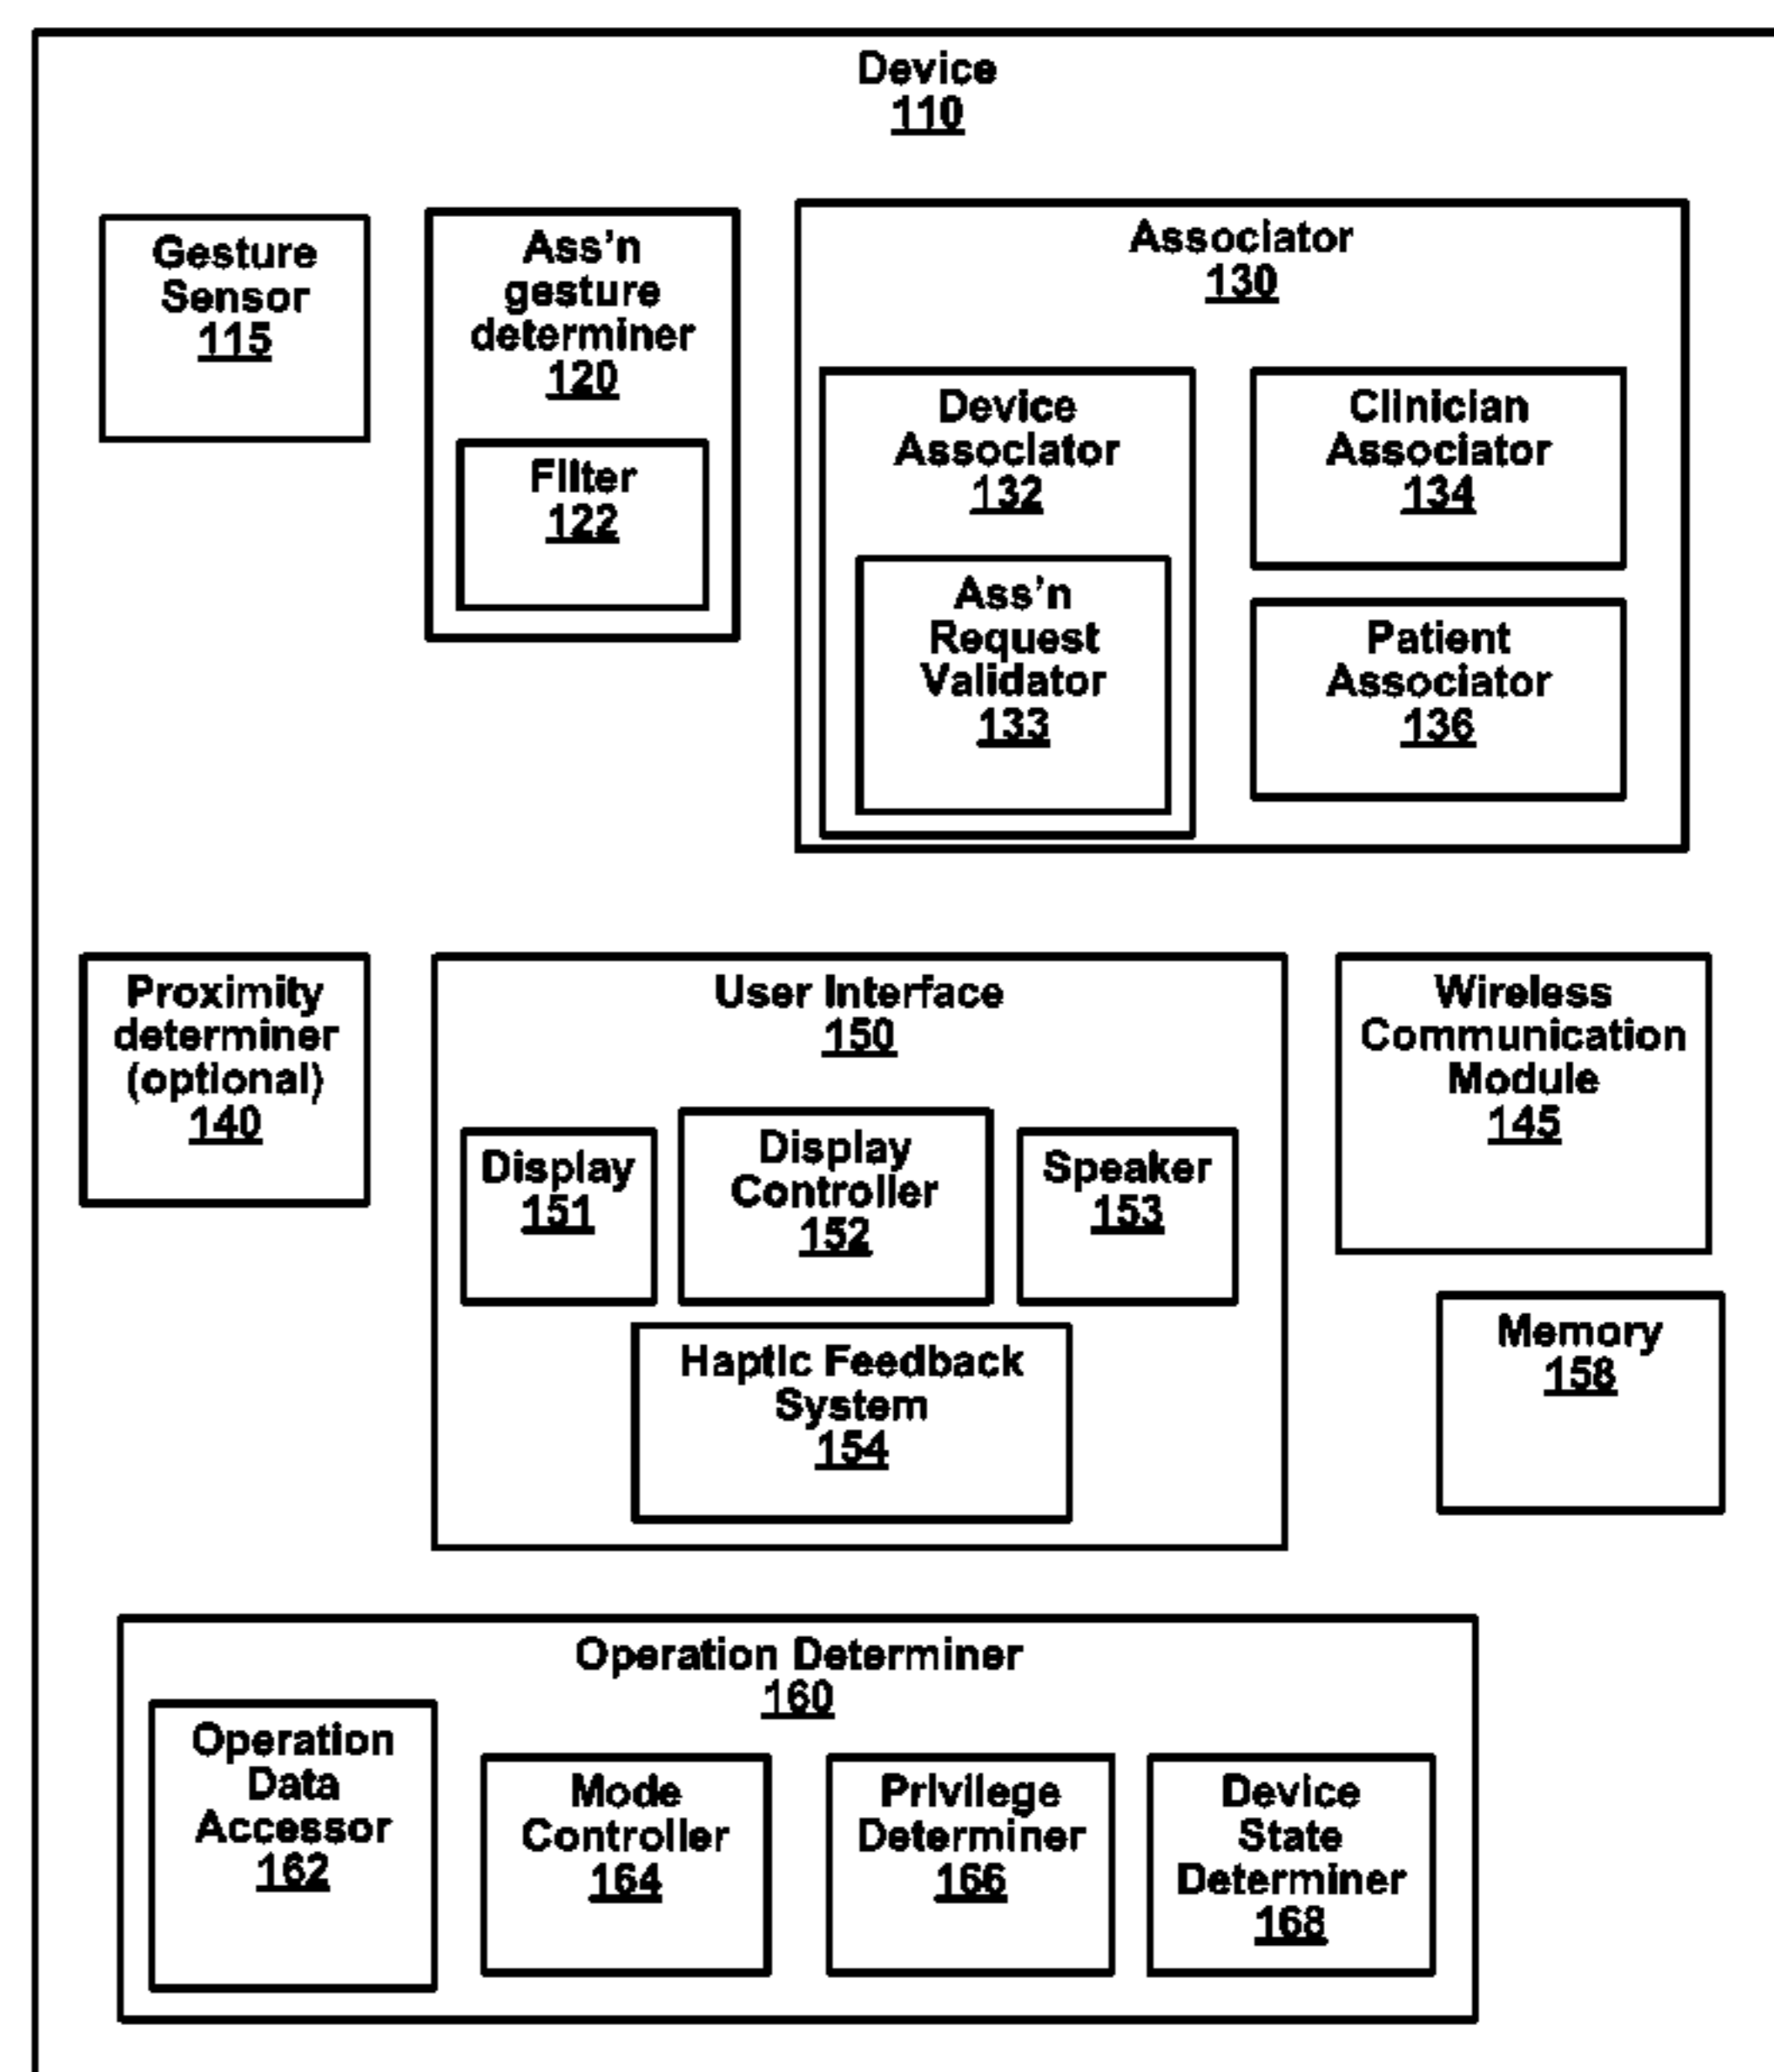 Device
110
Gesture
Sensor
115
Ass'n
gesture
determiner
120
Filter
122
Associator
130
Device
Associator
132
Ass'n
Request
Validator
133
Clinician
Associator
134
Patient
Associator
136
Proximity
determiner
(optional)
140
User Interface
150
Display
151
Display
Controller
152
Speaker
153
Haptic Feedback
System
154
Wireless
Communication
Module
145
Memory
158
Operation Determiner
160
Operation
Data
Accessor
162
Mode
Controller
164
Privilege
Determiner
166
Device
State
Determiner
168